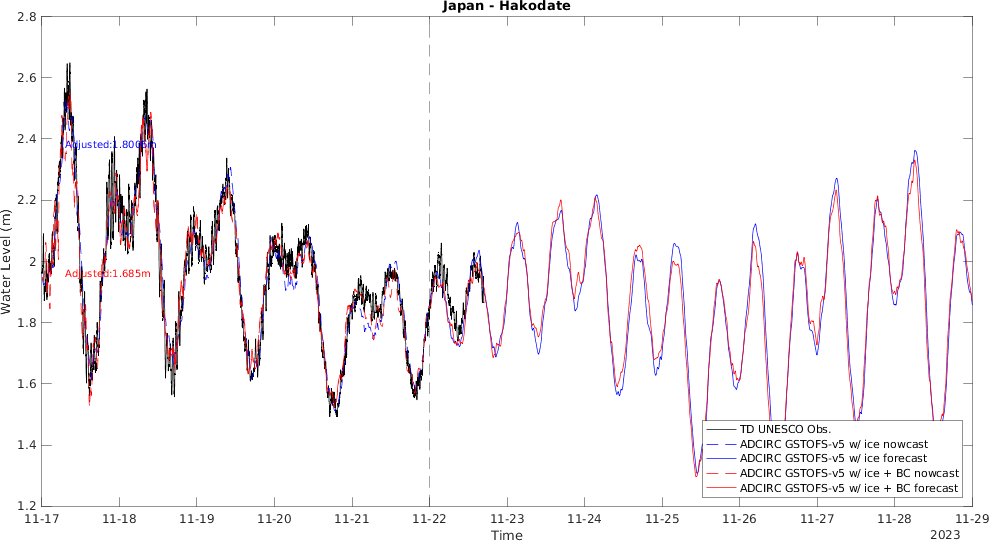 Japan - Hakodate
2.8
2.6
2.4
2.2
2
1.8
1.6
1.4
1.2
Water Level (m)
Adjusted:1.8006m
Adjusted:1.685m
TD UNESCO Obs.
ADCIRC GSTOFS-v5 w/ ice nowcast
ADCIRC GSTOFS-v5 w/ ice forecast
ADCIRC GSTOFS-v5 w/ ice + BC nowcast
ADCIRC GSTOFS-v5 w/ ice + BC forecast
11-17 11-18 11-19 11-20 11-21 11-22 11-23 11-24 11-25 11-26 11-27 11-28 11-29
Time
2023